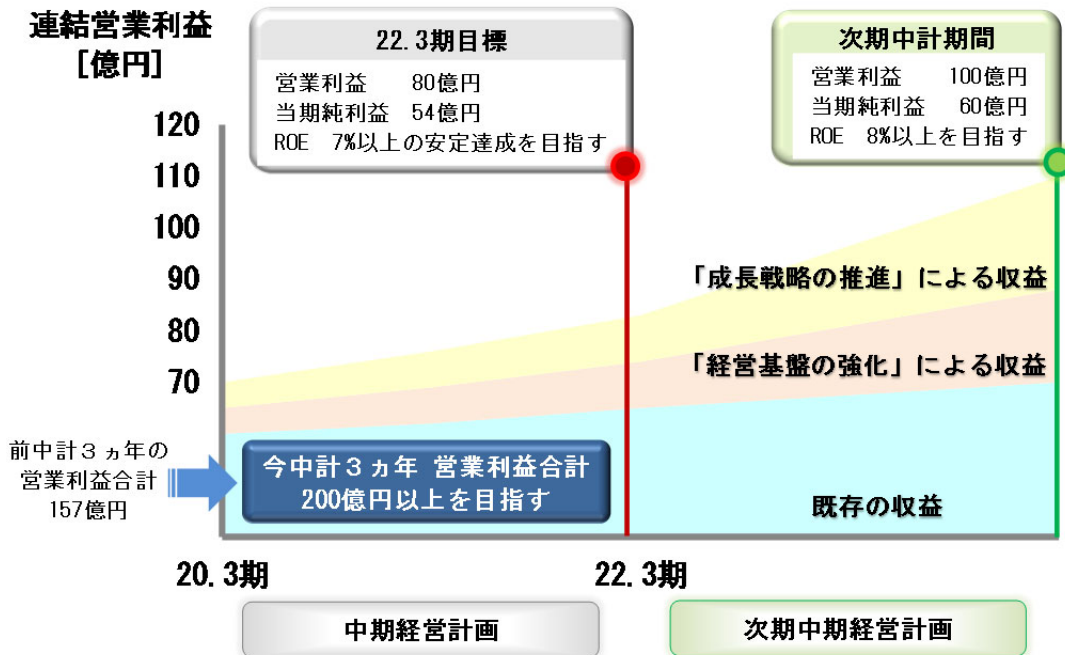 連結営業利益
[億円]
22.3期目標
営業利益 80億円
当期純利益 54億円
ROE 7%以上の安定達成を目指す
次期中計期間
営業利益 100億円
当期純利益 60億円
ROE 8%以上を目指す
120
110
100
90
80
70
「成長戦略の推進」による収益
「経営基盤の強化」による収益
既存の収益
前中計3ヵ年の
営業利益合計
157億円
今中計3ヵ年 営業利益合計
200億円以上を目指す
20.3期
22.3期
中期経営計画
次期中期経営計画